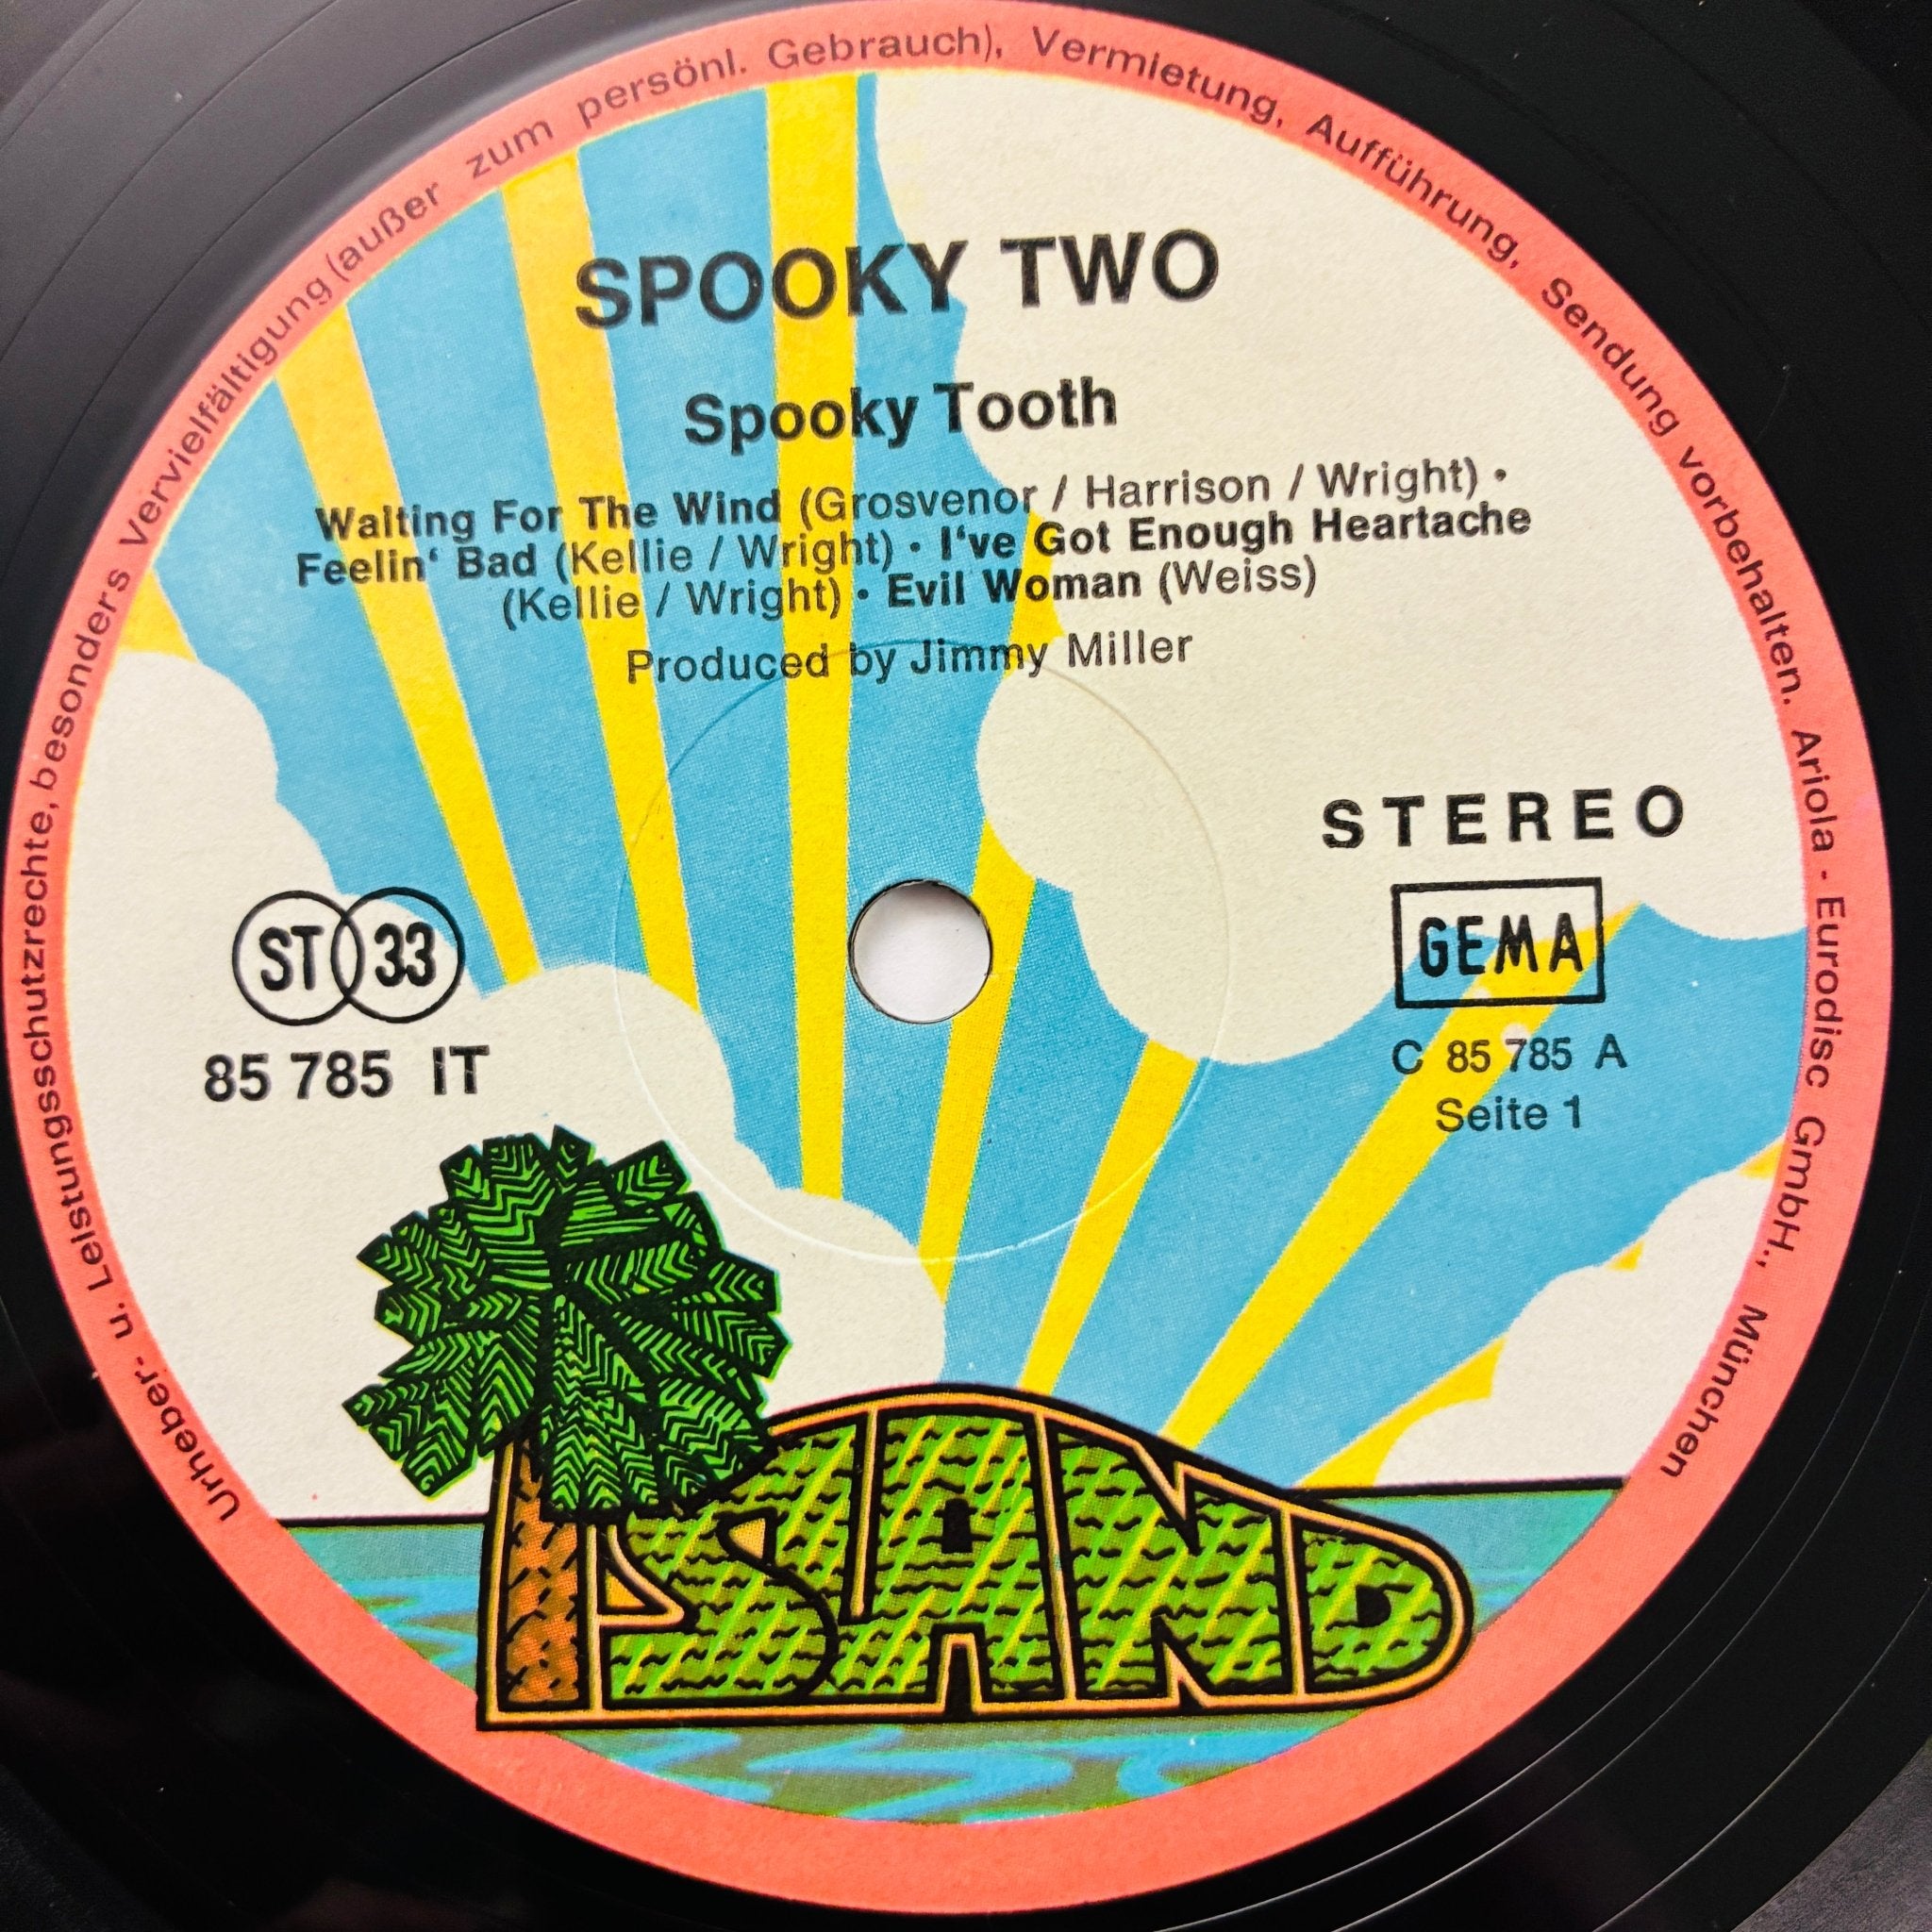 Urheber- u. Leistungsschutzrechte, besonders Vervielfältigung (außer zum persönl. Gebrauch), Vermietung, Aufführung, Sendung vorbehalten. Ariola - Eurodisc GmbH., München
SPOOKY TWO
Spooky Tooth
Waiting For The Wind (Grosvenor / Harrison / Wright) •
Feelin‘ Bad (Kellie / Wright) • I‘ve Got Enough Heartache
(Kellie / Wright) • Evil Woman (Weiss)
Produced by Jimmy Miller
STEREO
ST 33
GEMA
85 785 IT
C 85 785 A
Seite 1
ISLAND